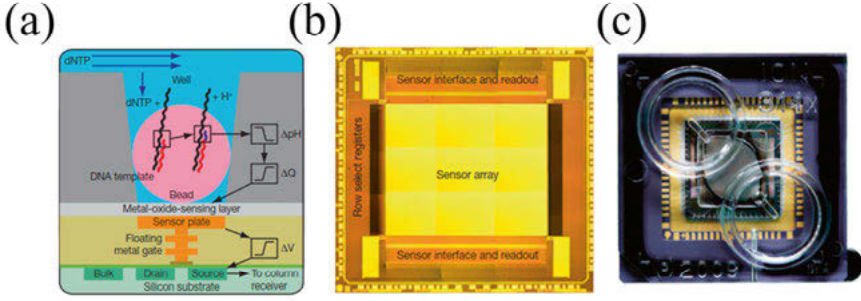 (a)
dNTP
Well
dNTP +
+ H⁺
ΔpH
ΔQ
DNA template
Bead
Metal-oxide-sensing layer
Sensor plate
Floating
metal gate
ΔV
Bulk
Drain
Source
To column
receiver
Silicon substrate
(b)
Sensor interface and readout
Row select registers
Sensor array
Sensor interface and readout
(c)
314X
2009